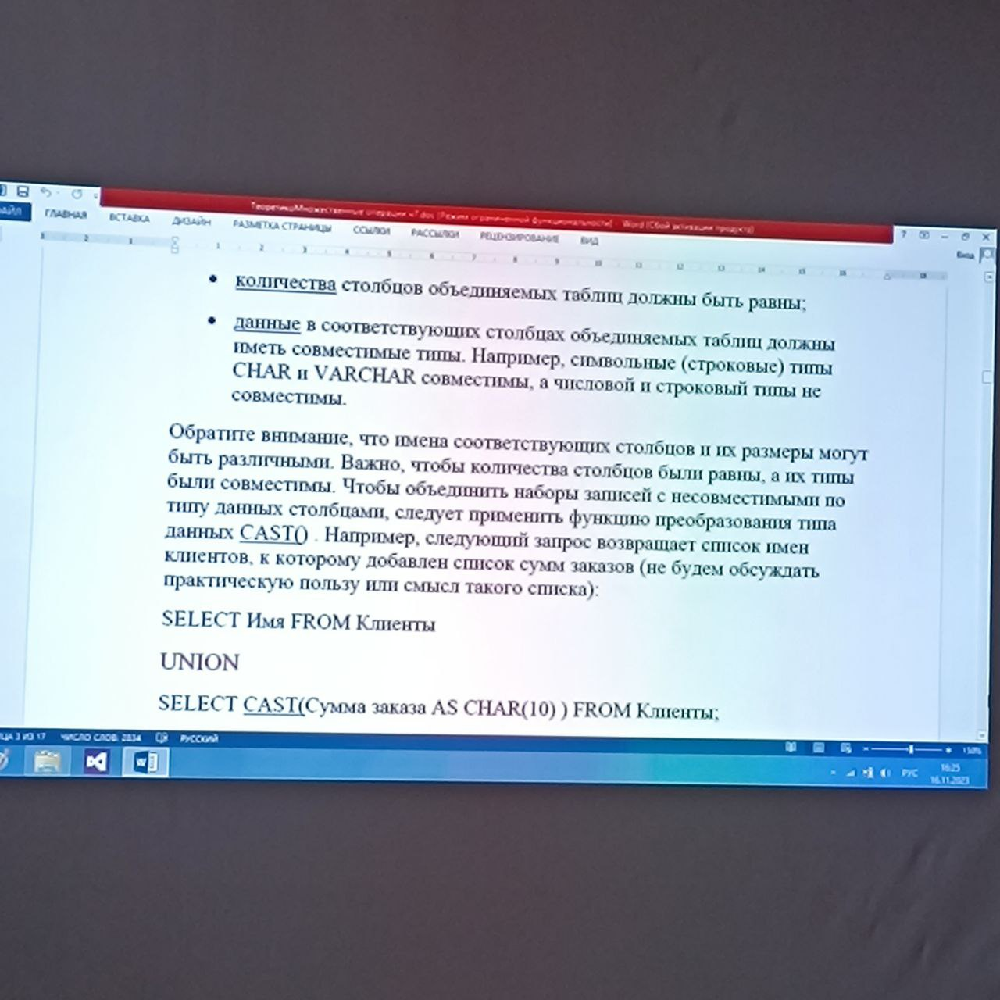 ТеоретикоМножественные операции ч7.doc [Режим ограниченной функциональности] - Word (Сбой активации продукта)
ФАЙЛ ГЛАВНАЯ ВСТАВКА ДИЗАЙН РАЗМЕТКА СТРАНИЦЫ ССЫЛКИ РАССЫЛКИ РЕЦЕНЗИРОВАНИЕ ВИД
Вход
• количества столбцов объединяемых таблиц должны быть равны;
• данные в соответствующих столбцах объединяемых таблиц должны
иметь совместимые типы. Например, символьные (строковые) типы
CHAR и VARCHAR совместимы, а числовой и строковый типы не
совместимы.
Обратите внимание, что имена соответствующих столбцов и их размеры могут
быть различными. Важно, чтобы количества столбцов были равны, а их типы
были совместимы. Чтобы объединить наборы записей с несовместимыми по
типу данных столбцами, следует применить функцию преобразования типа
данных CAST() . Например, следующий запрос возвращает список имен
клиентов, к которому добавлен список сумм заказов (не будем обсуждать
практическую пользу или смысл такого списка):
SELECT Имя FROM Клиенты
UNION
SELECT CAST(Сумма заказа AS CHAR(10) ) FROM Клиенты;
ЦА 3 ИЗ 17 ЧИСЛО СЛОВ: 2834 РУССКИЙ 150%
РУС 16:25
16.11.2023